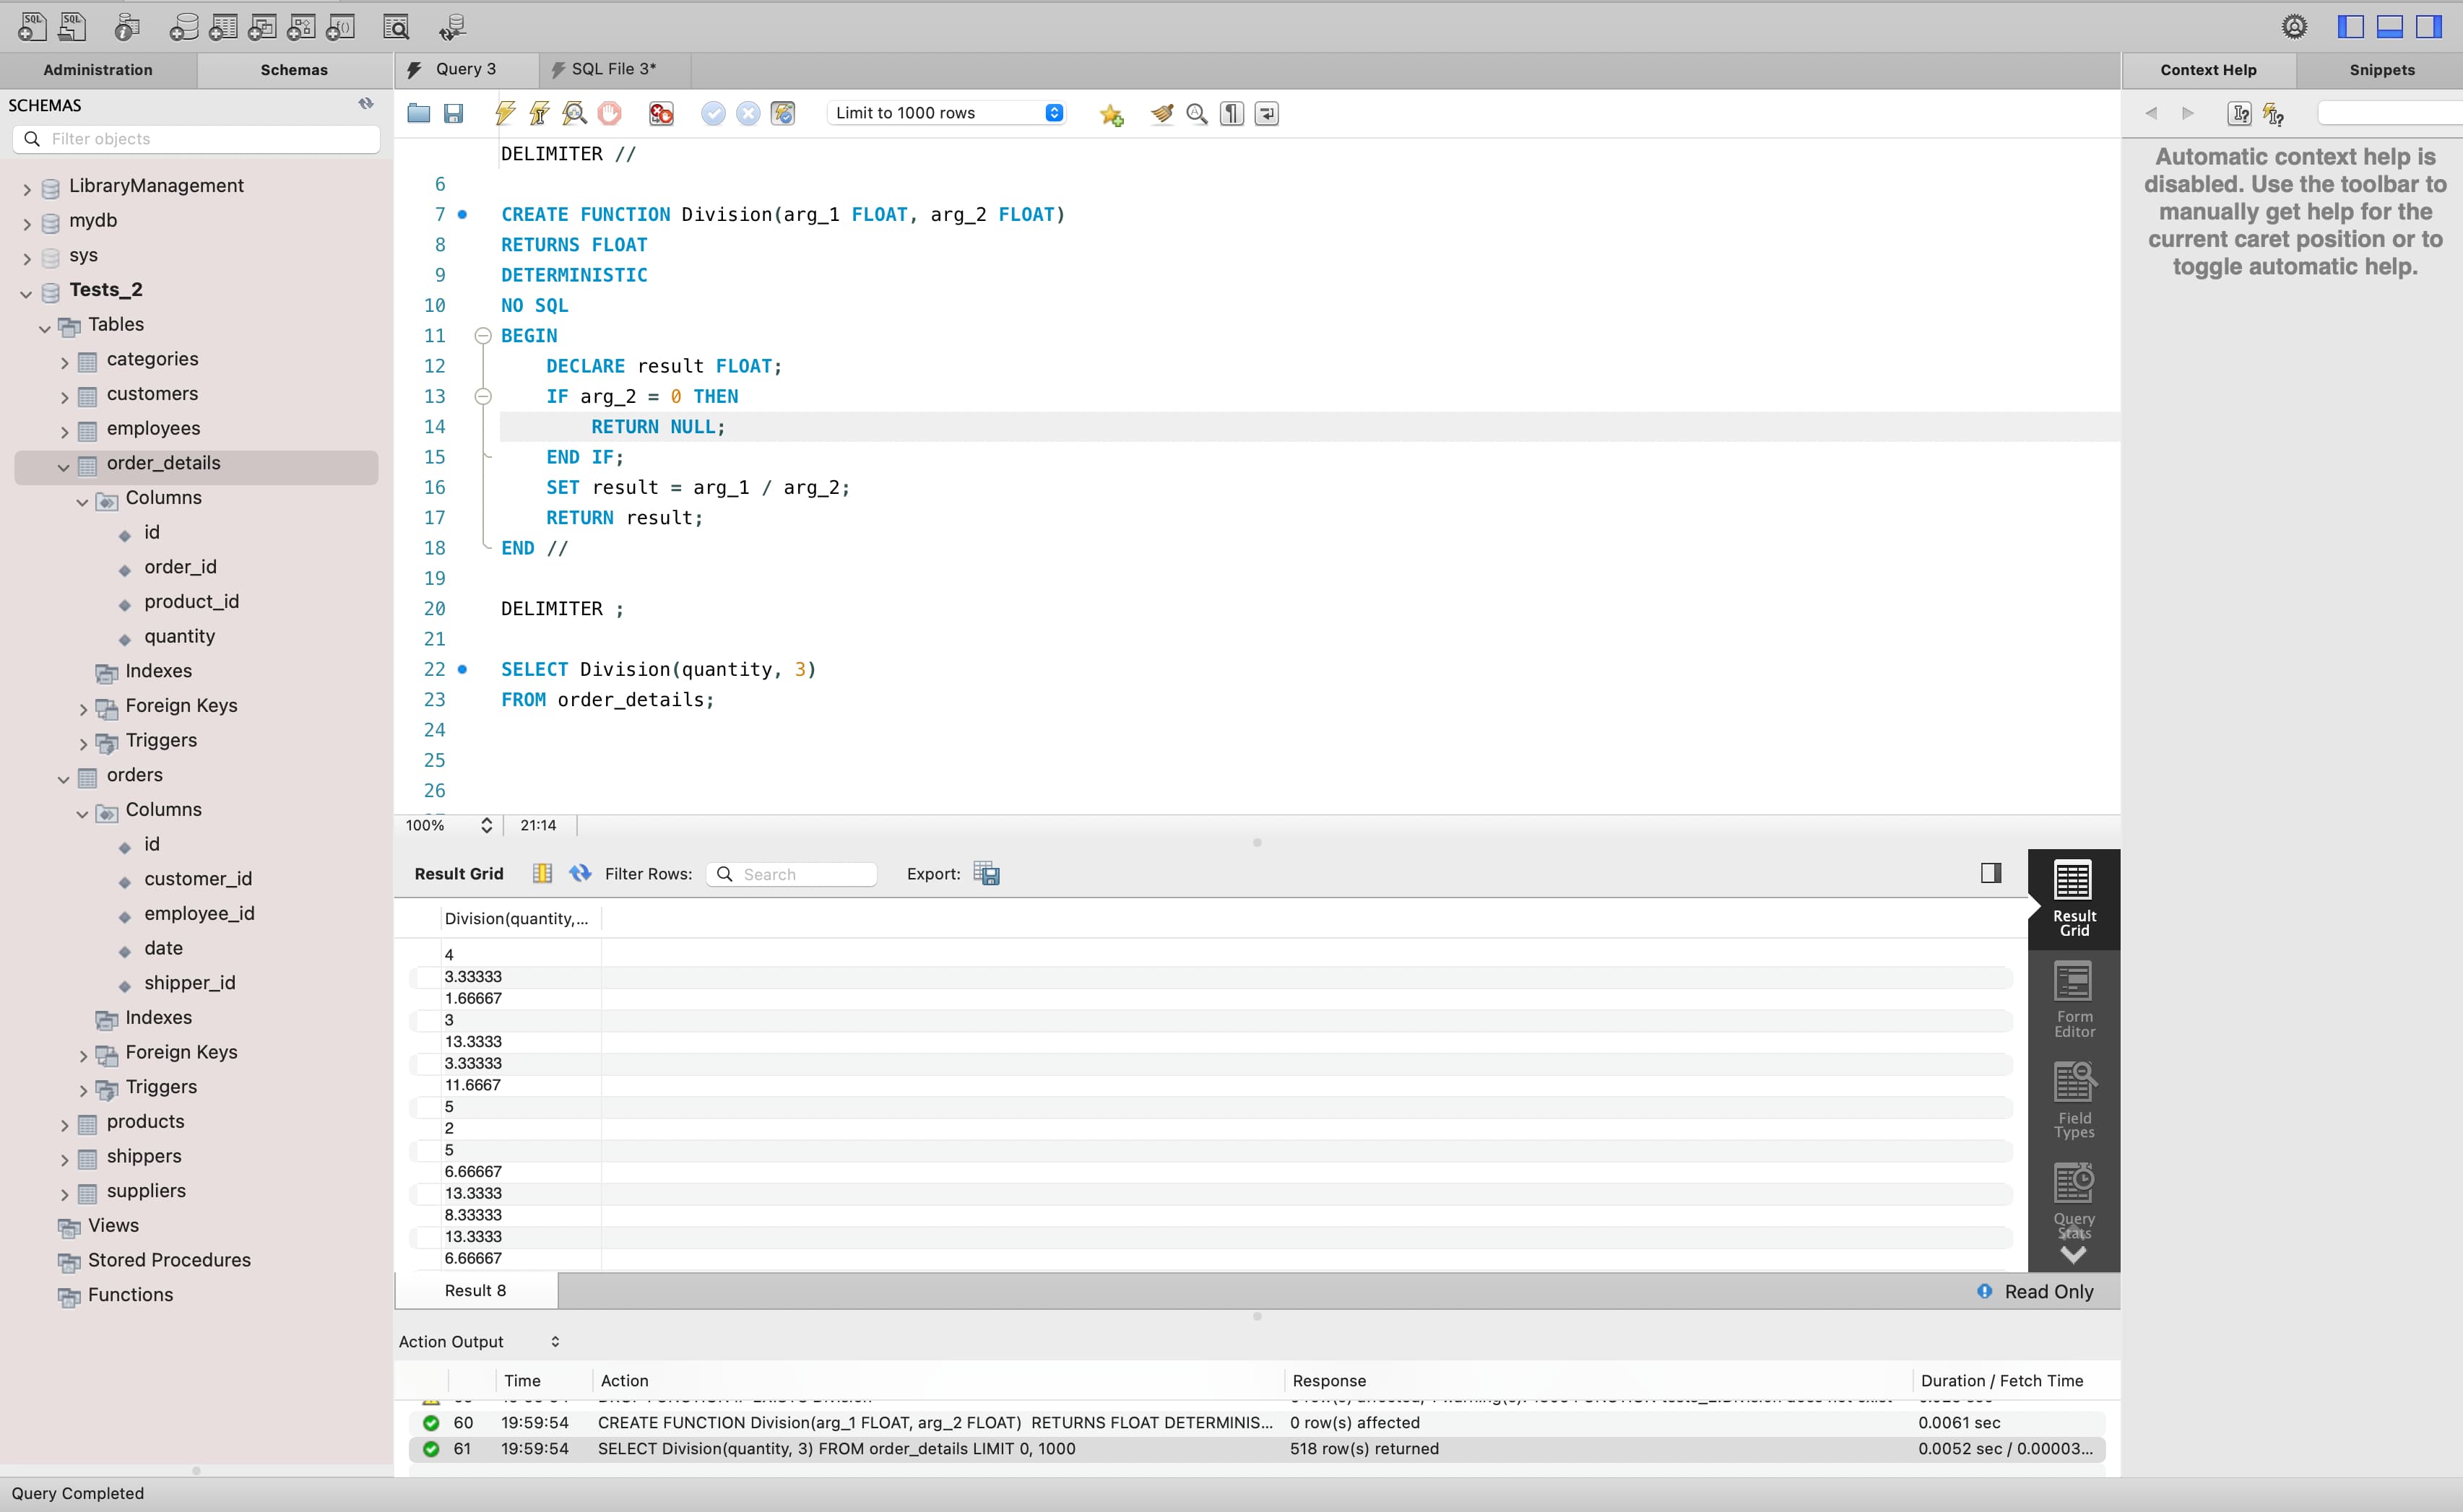 SQL
SQL
Administration
Schemas
Query 3
SQL File 3*
Context Help
Snippets
SCHEMAS
Limit to 1000 rows
Filter objects
Automatic context help is
disabled. Use the toolbar to
manually get help for the
current caret position or to
toggle automatic help.
LibraryManagement
mydb
sys
Tests_2
Tables
categories
customers
employees
order_details
Columns
id
order_id
product_id
quantity
Indexes
Foreign Keys
Triggers
orders
Columns
id
customer_id
employee_id
date
shipper_id
Indexes
Foreign Keys
Triggers
products
shippers
suppliers
Views
Stored Procedures
Functions
DELIMITER //
6
7 CREATE FUNCTION Division(arg_1 FLOAT, arg_2 FLOAT)
8 RETURNS FLOAT
9 DETERMINISTIC
10 NO SQL
11 BEGIN
12 DECLARE result FLOAT;
13 IF arg_2 = 0 THEN
14 RETURN NULL;
15 END IF;
16 SET result = arg_1 / arg_2;
17 RETURN result;
18 END //
19
20 DELIMITER ;
21
22 SELECT Division(quantity, 3)
23 FROM order_details;
24
25
26
100% 21:14
Result Grid Filter Rows: Search Export:
Division(quantity,...
4
3.33333
1.66667
3
13.3333
3.33333
11.6667
5
2
5
6.66667
13.3333
8.33333
13.3333
6.66667
Result
Grid
Form
Editor
Field
Types
Query
Stats
Result 8
Read Only
Action Output
Time Action Response Duration / Fetch Time
60 19:59:54 CREATE FUNCTION Division(arg_1 FLOAT, arg_2 FLOAT) RETURNS FLOAT DETERMINIS... 0 row(s) affected 0.0061 sec
61 19:59:54 SELECT Division(quantity, 3) FROM order_details LIMIT 0, 1000 518 row(s) returned 0.0052 sec / 0.00003...
Query Completed